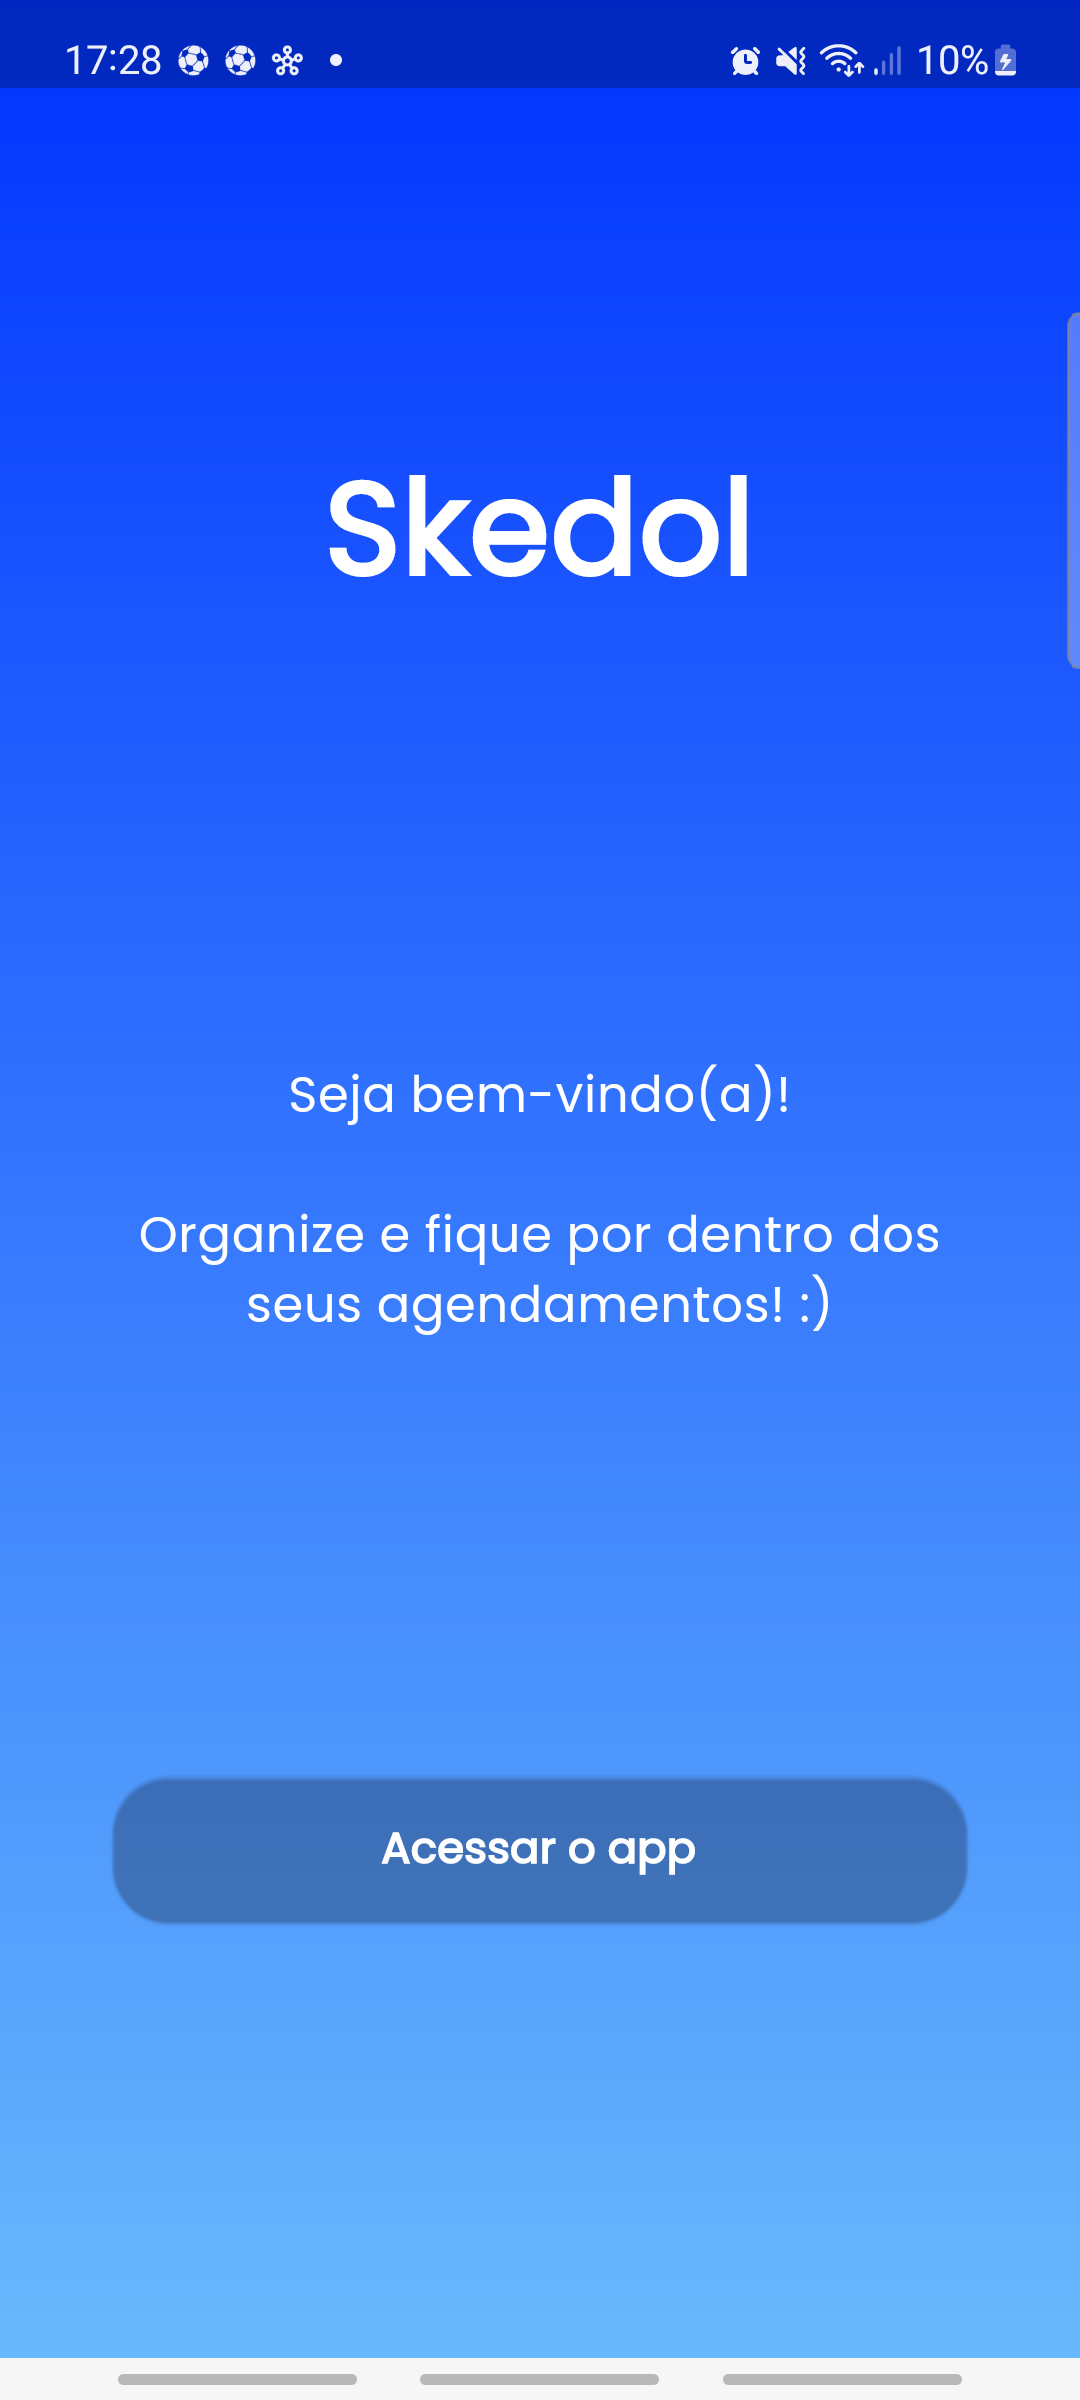 17:28
10%
Skedol
Seja bem-vindo(a)!
Organize e fique por dentro dos
seus agendamentos! :)
Acessar o app